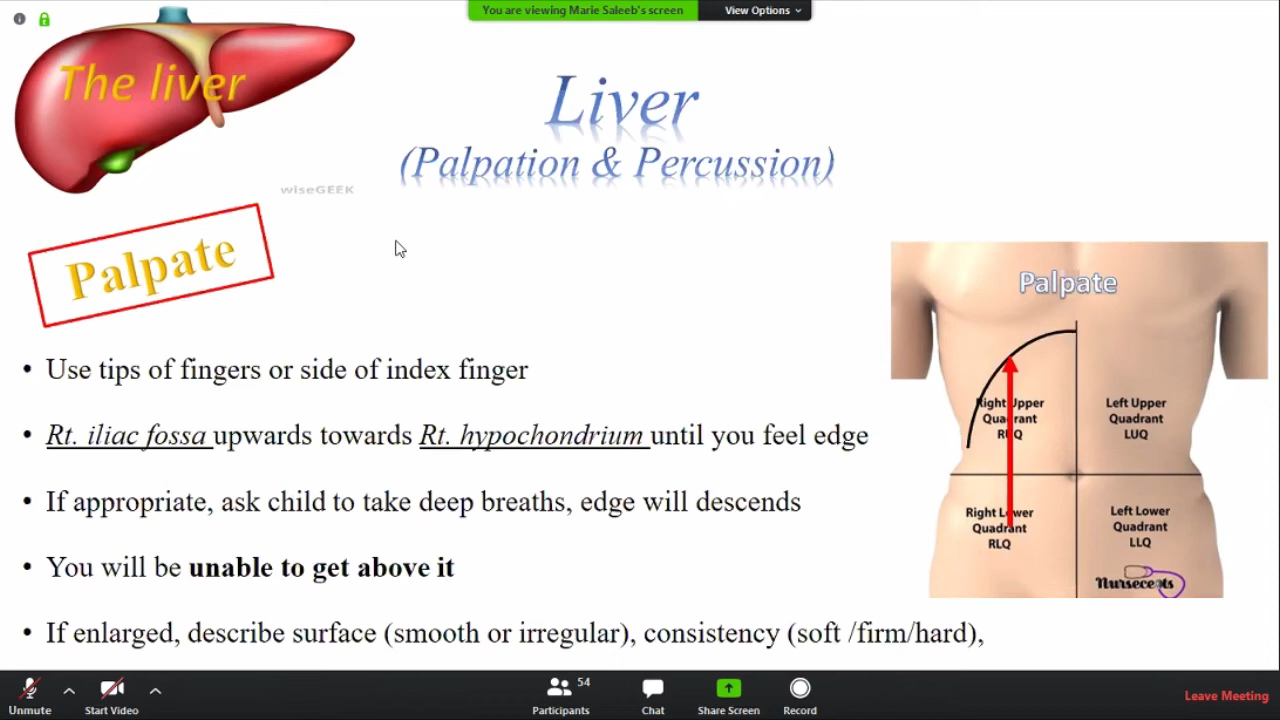 You are viewing Marie Saleeb's screen
View Options
The liver
Liver
(Palpation & Percussion)
wiseGEEK
Palpate
• Use tips of fingers or side of index finger
• Rt. iliac fossa upwards towards Rt. hypochondrium until you feel edge
• If appropriate, ask child to take deep breaths, edge will descends
• You will be unable to get above it
• If enlarged, describe surface (smooth or irregular), consistency (soft /firm/hard),
Palpate
Right Upper
Quadrant
RUQ
Left Upper
Quadrant
LUQ
Right Lower
Quadrant
RLQ
Left Lower
Quadrant
LLQ
Unmute
Start Video
54
Participants
Chat
Share Screen
Record
Leave Meeting